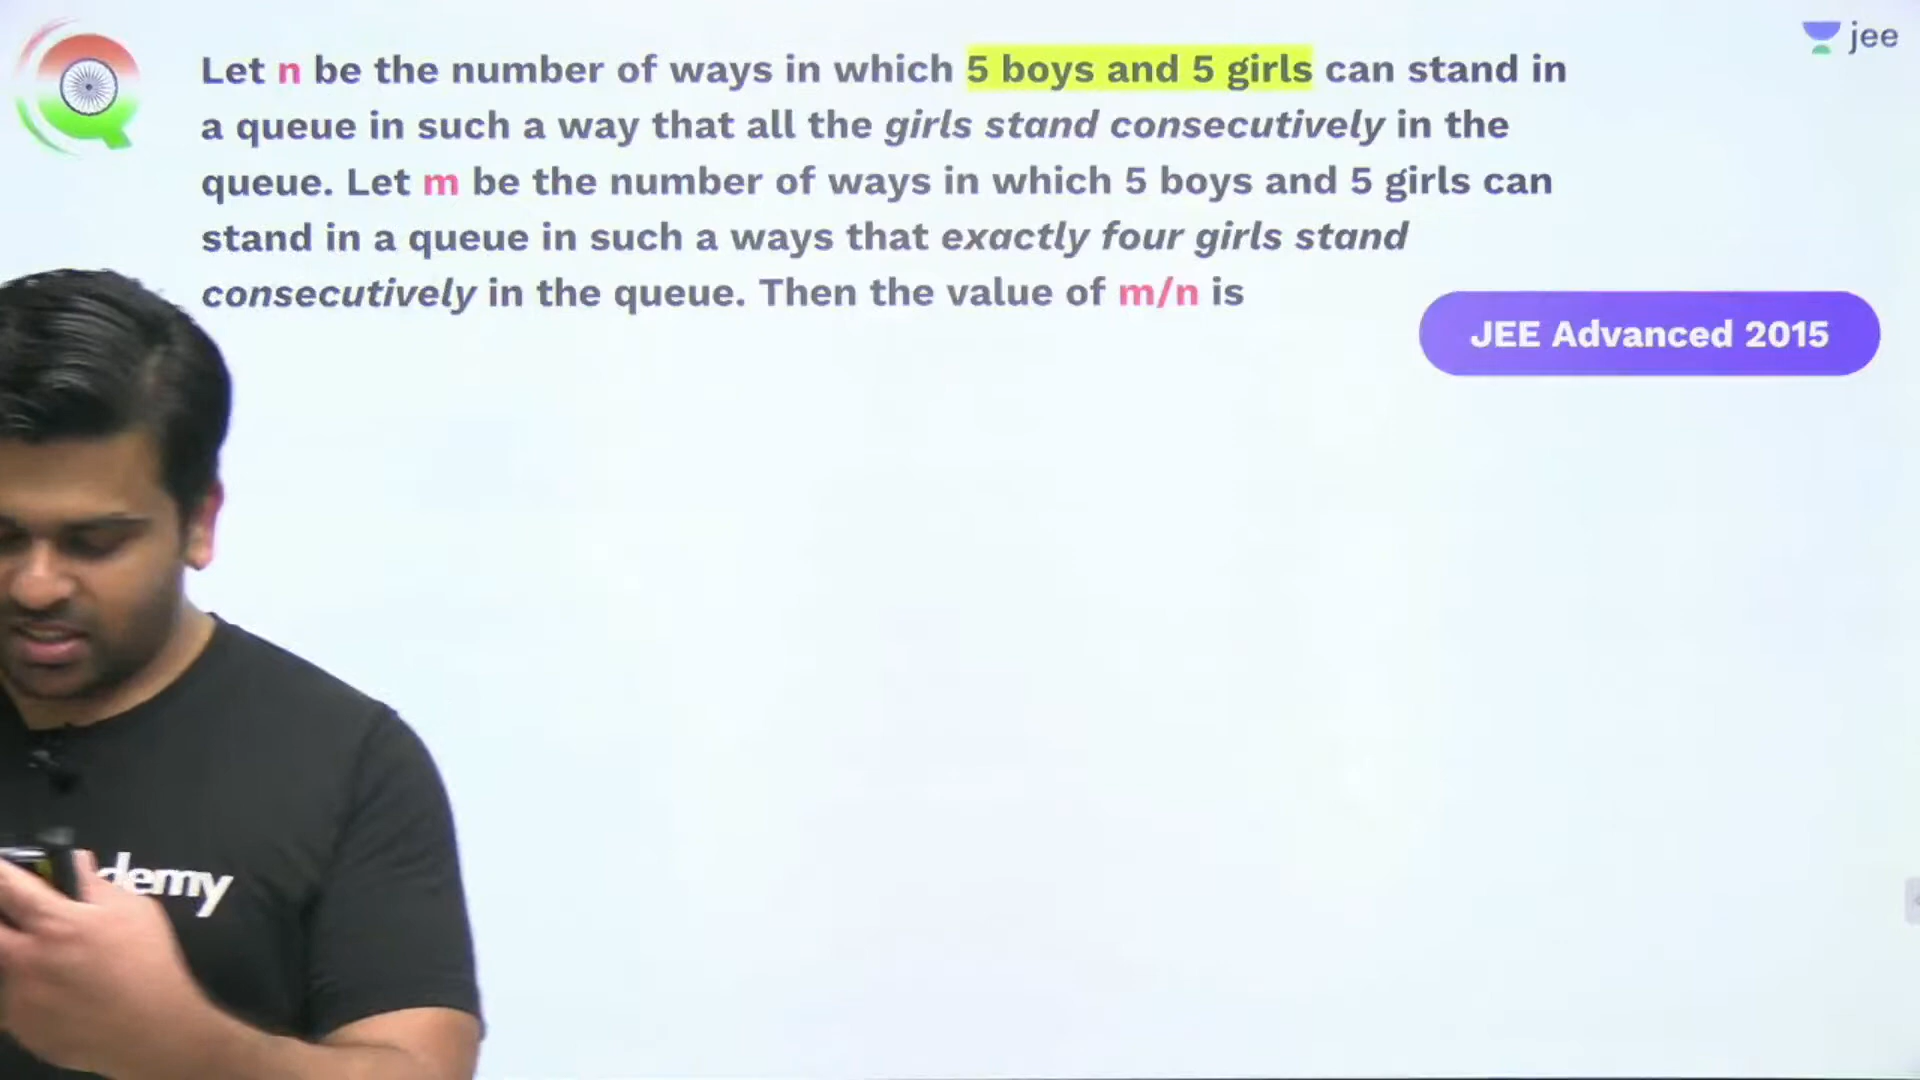 jee
Let n be the number of ways in which 5 boys and 5 girls can stand in
a queue in such a way that all the girls stand consecutively in the
queue. Let m be the number of ways in which 5 boys and 5 girls can
stand in a queue in such a ways that exactly four girls stand
consecutively in the queue. Then the value of m/n is
JEE Advanced 2015
demy